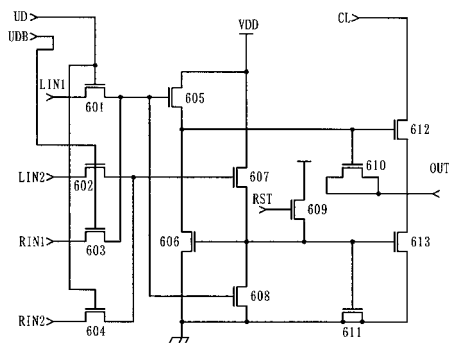 UD
UDB
VDD
CL
LIN1
601
605
612
610
OUT
LIN2
602
607
RST
609
RIN1
603
606
613
608
RIN2
604
611